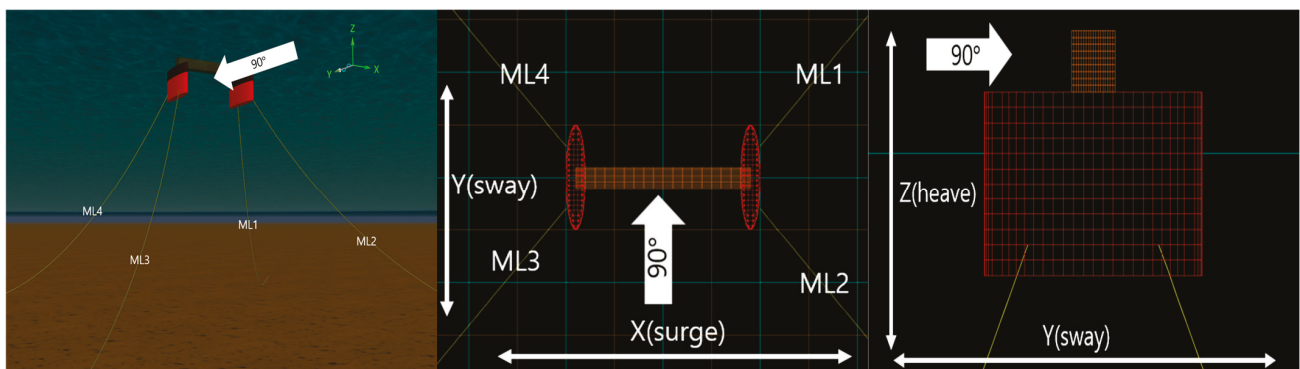 90°
Z
Y
X
ML4
ML3
ML1
ML2
ML4
ML1
Y(sway)
ML3
90°
ML2
X(surge)
90°
Z(heave)
Y(sway)